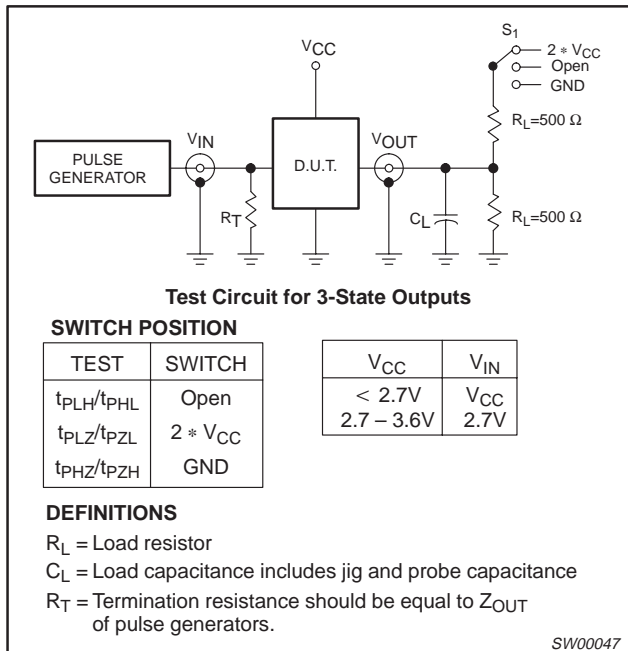 S1
2 * VCC
Open
GND
VCC
RL=500 Ω
VIN
VOUT
PULSE
GENERATOR
D.U.T.
RT
CL
RL=500 Ω
Test Circuit for 3-State Outputs
SWITCH POSITION
TEST SWITCH
tPLH/tPHL Open
tPLZ/tPZL 2 * VCC
tPHZ/tPZH GND
VCC VIN
< 2.7V VCC
2.7 – 3.6V 2.7V
DEFINITIONS
RL = Load resistor
CL = Load capacitance includes jig and probe capacitance
RT = Termination resistance should be equal to ZOUT
of pulse generators.
SW00047